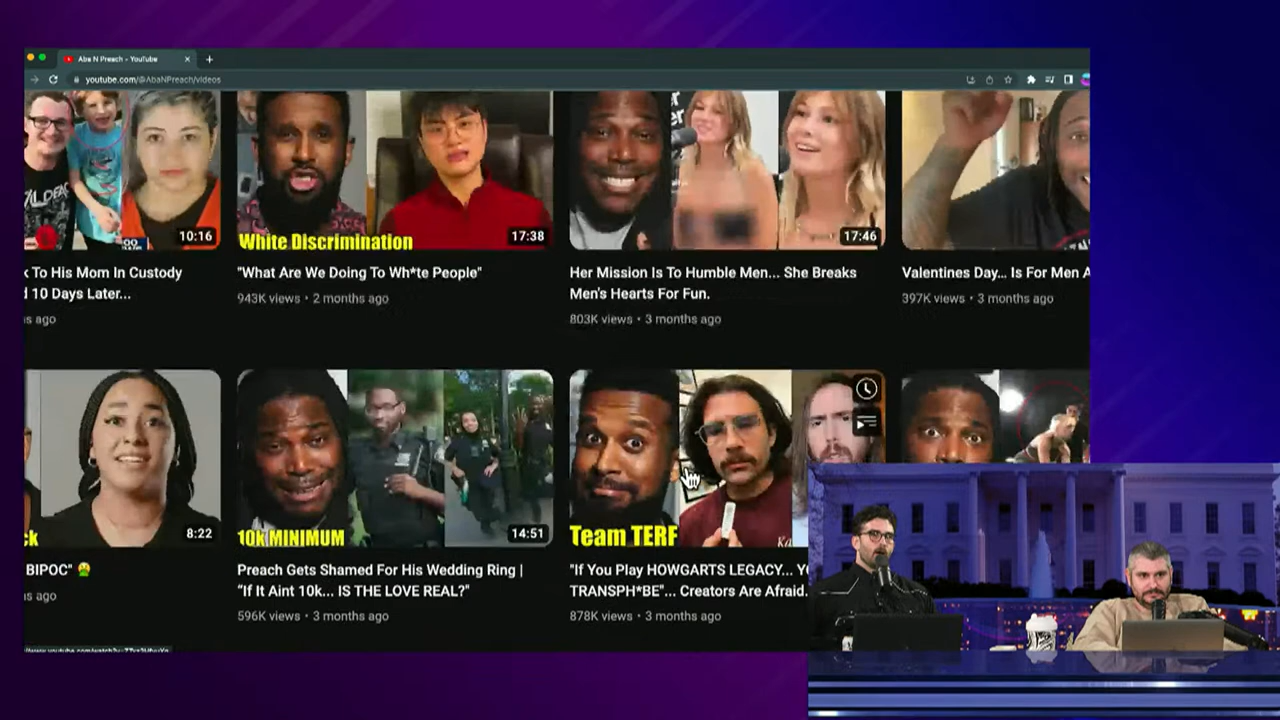 Aba N Preach - YouTube
youtube.com/@AbaNPreach/videos
10:16
White Discrimination
17:38
17:46
To His Mom In Custody
10 Days Later...
s ago
"What Are We Doing To Wh*te People"
943K views • 2 months ago
Her Mission Is To Humble Men... She Breaks
Men's Hearts For Fun.
803K views • 3 months ago
Valentines Day... Is For Men A
397K views • 3 months ago
8:22
10k MINIMUM
14:51
Team TERF
BIPOC"
s ago
Preach Gets Shamed For His Wedding Ring |
"If It Aint 10k... IS THE LOVE REAL?"
596K views • 3 months ago
"If You Play HOWGARTS LEGACY...
TRANSPH*BE"... Creators Are Afraid.
878K views • 3 months ago